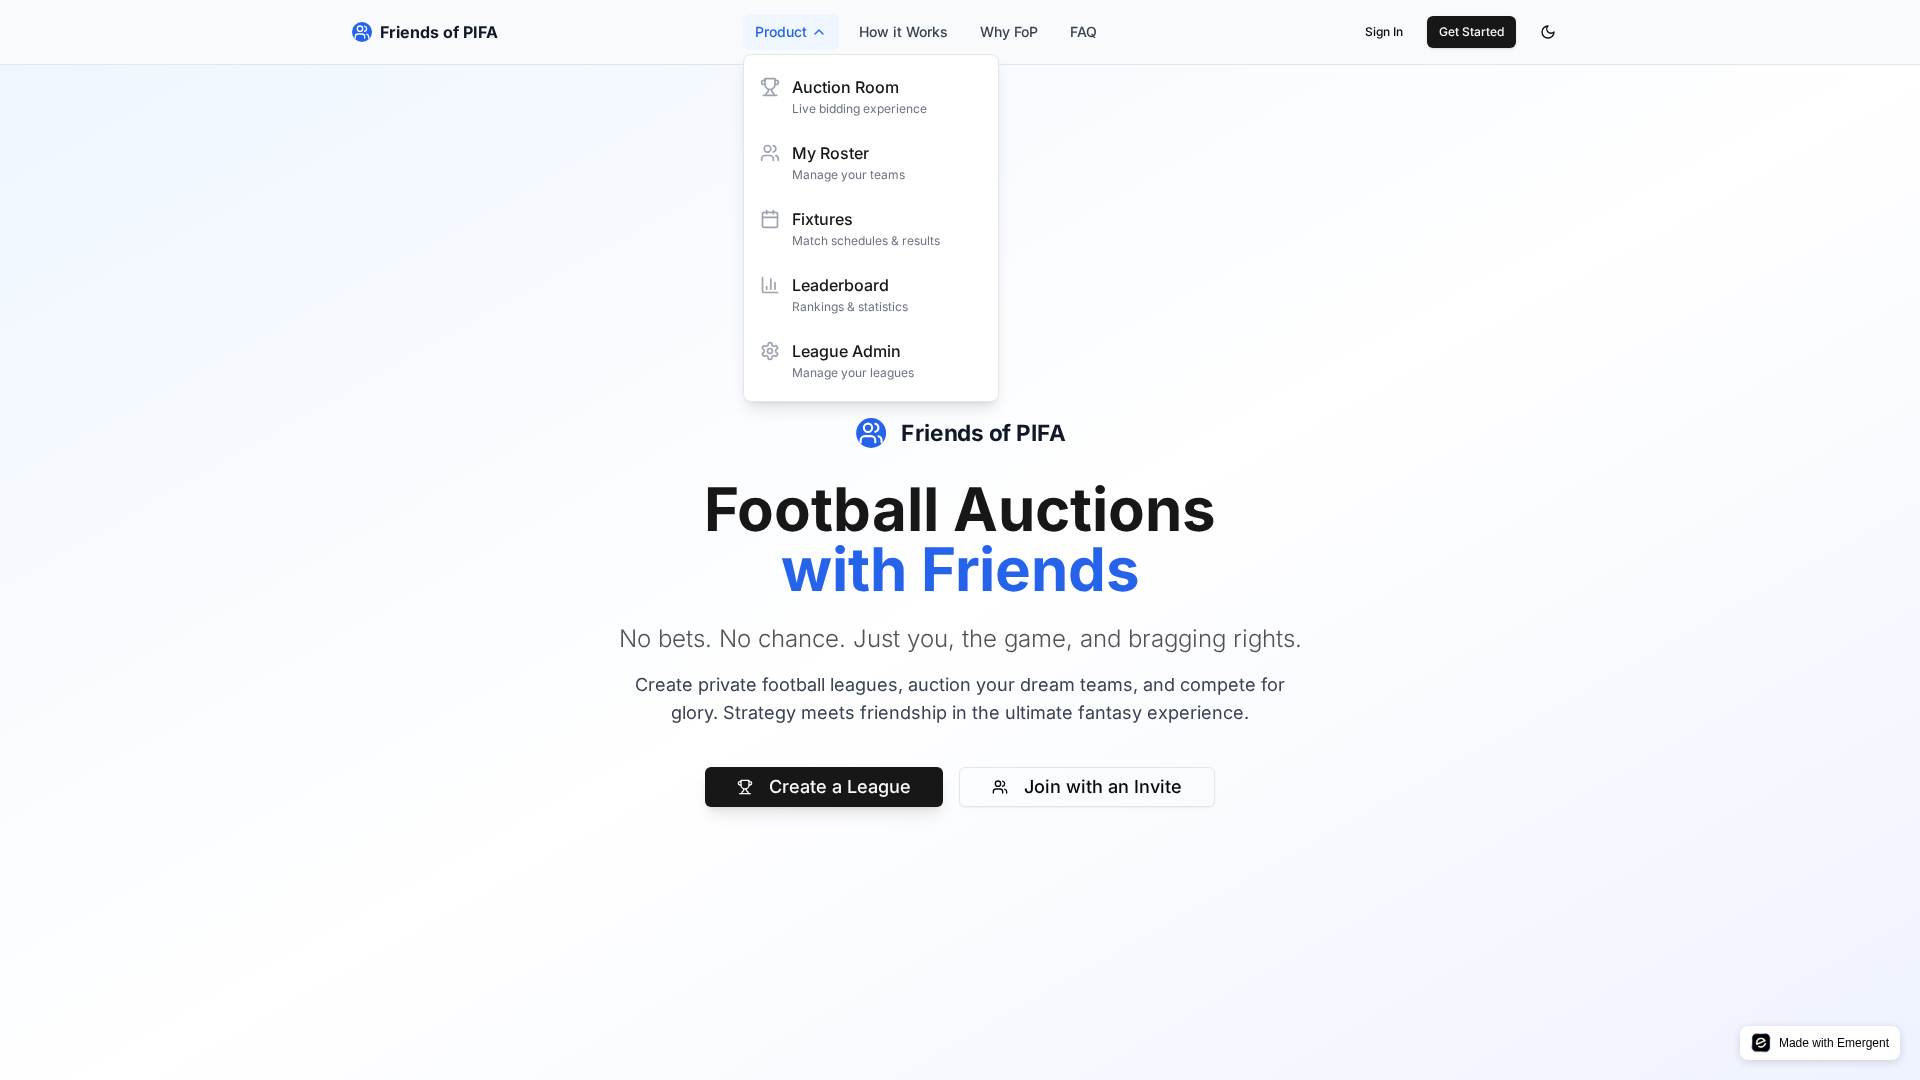 Friends of PIFA
Product
How it Works
Why FoP
FAQ
Sign In
Get Started
Auction Room
Live bidding experience
My Roster
Manage your teams
Fixtures
Match schedules & results
Leaderboard
Rankings & statistics
League Admin
Manage your leagues
Friends of PIFA
Football Auctions
with Friends
No bets. No chance. Just you, the game, and bragging rights.
Create private football leagues, auction your dream teams, and compete for
glory. Strategy meets friendship in the ultimate fantasy experience.
Create a League
Join with an Invite
Made with Emergent